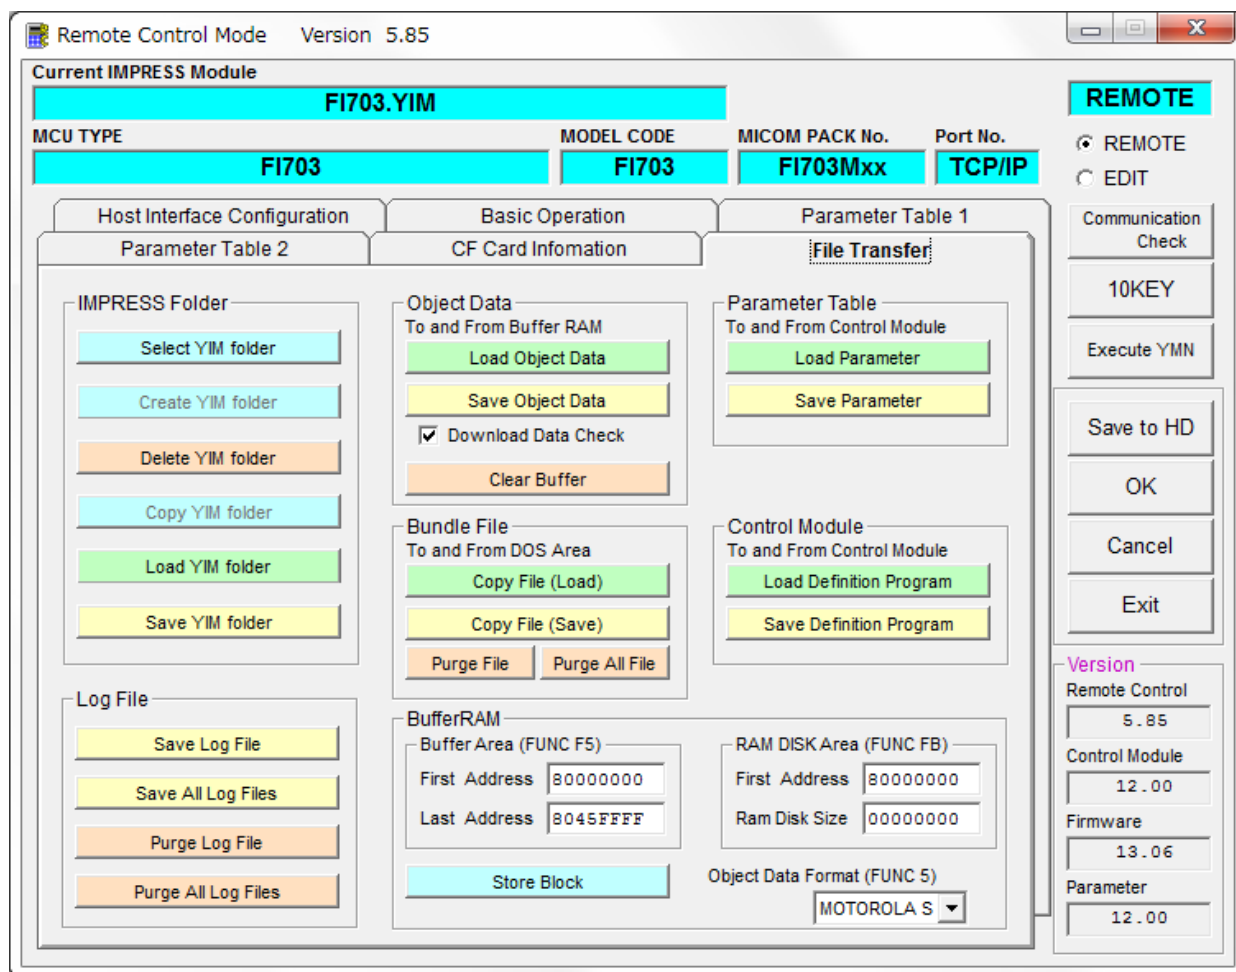 Remote Control Mode Version 5.85
Current IMPRESS Module
FI703.YIM
REMOTE
MCU TYPE
MODEL CODE
MICOM PACK No.
Port No.
FI703
FI703
FI703Mxx
TCP/IP
REMOTE
EDIT
Host Interface Configuration
Basic Operation
Parameter Table 1
Parameter Table 2
CF Card Infomation
File Transfer
Communication
Check
10KEY
Execute YMN
Save to HD
OK
Cancel
Exit
IMPRESS Folder
Select YIM folder
Create YIM folder
Delete YIM folder
Copy YIM folder
Load YIM folder
Save YIM folder
Log File
Save Log File
Save All Log Files
Purge Log File
Purge All Log Files
Object Data
To and From Buffer RAM
Load Object Data
Save Object Data
Download Data Check
Clear Buffer
Bundle File
To and From DOS Area
Copy File (Load)
Copy File (Save)
Purge File
Purge All File
Parameter Table
To and From Control Module
Load Parameter
Save Parameter
Control Module
To and From Control Module
Load Definition Program
Save Definition Program
BufferRAM
Buffer Area (FUNC F5)
First Address 80000000
Last Address 8045FFFF
Store Block
RAM DISK Area (FUNC FB)
First Address 80000000
Ram Disk Size 00000000
Object Data Format (FUNC 5)
MOTOROLA S
Version
Remote Control
5.85
Control Module
12.00
Firmware
13.06
Parameter
12.00